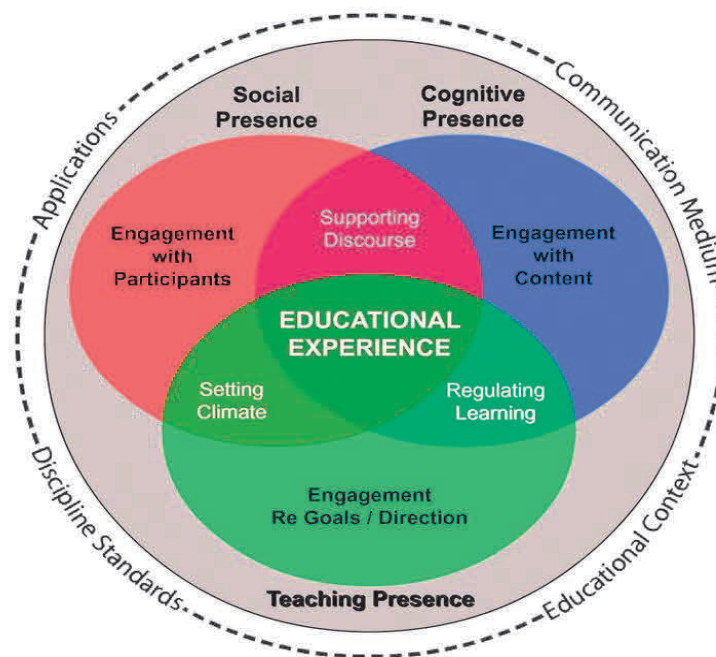 Applications
Communication Medium
Social
Presence
Cognitive
Presence
Engagement
with
Participants
Supporting
Discourse
Engagement
with
Content
EDUCATIONAL
EXPERIENCE
Setting
Climate
Regulating
Learning
Engagement
Re Goals / Direction
Teaching Presence
Discipline Standards
Educational Context